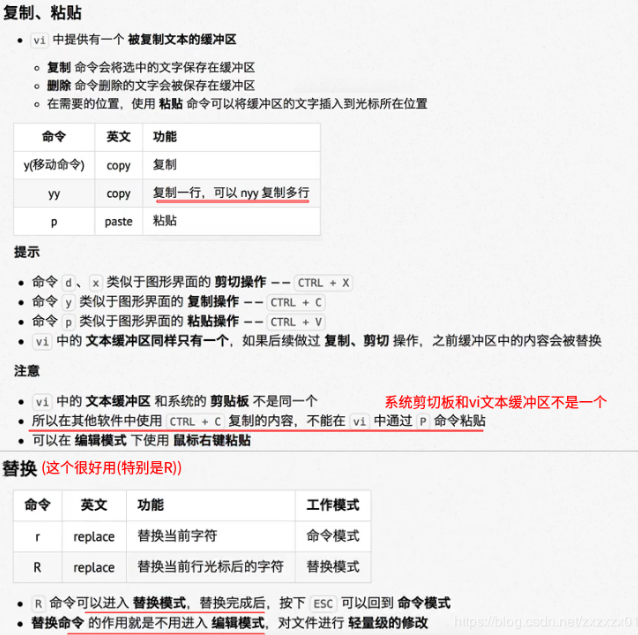 复制、粘贴
vi 中提供有一个 被复制文本的缓冲区
复制 命令会将选中的文字保存在缓冲区
删除 命令删除的文字会被保存在缓冲区
在需要的位置，使用 粘贴 命令可以将缓冲区的文字插入到光标所在位置
命令 英文 功能
y(移动命令) copy 复制
yy copy 复制一行，可以 nyy 复制多行
p paste 粘贴
提示
命令 d 、 x 类似于图形界面的 剪切操作 —— CTRL + X
命令 y 类似于图形界面的 复制操作 —— CTRL + C
命令 p 类似于图形界面的 粘贴操作 —— CTRL + V
vi 中的 文本缓冲区同样只有一个，如果后续做过 复制、剪切 操作，之前缓冲区中的内容会被替换
注意
vi 中的 文本缓冲区 和系统的 剪贴板 不是同一个
系统剪切板和vi文本缓冲区不是一个
所以在其他软件中使用 CTRL + C 复制的内容，不能在 vi 中通过 P 命令粘贴
可以在 编辑模式 下使用 鼠标右键粘贴
替换 (这个很好用(特别是R))
命令 英文 功能 工作模式
r replace 替换当前字符 命令模式
R replace 替换当前行光标后的字符 替换模式
R 命令可以进入 替换模式，替换完成后，按下 ESC 可以回到 命令模式
替换命令 的作用就是不用进入 编辑模式，对文件进行 轻量级的修改